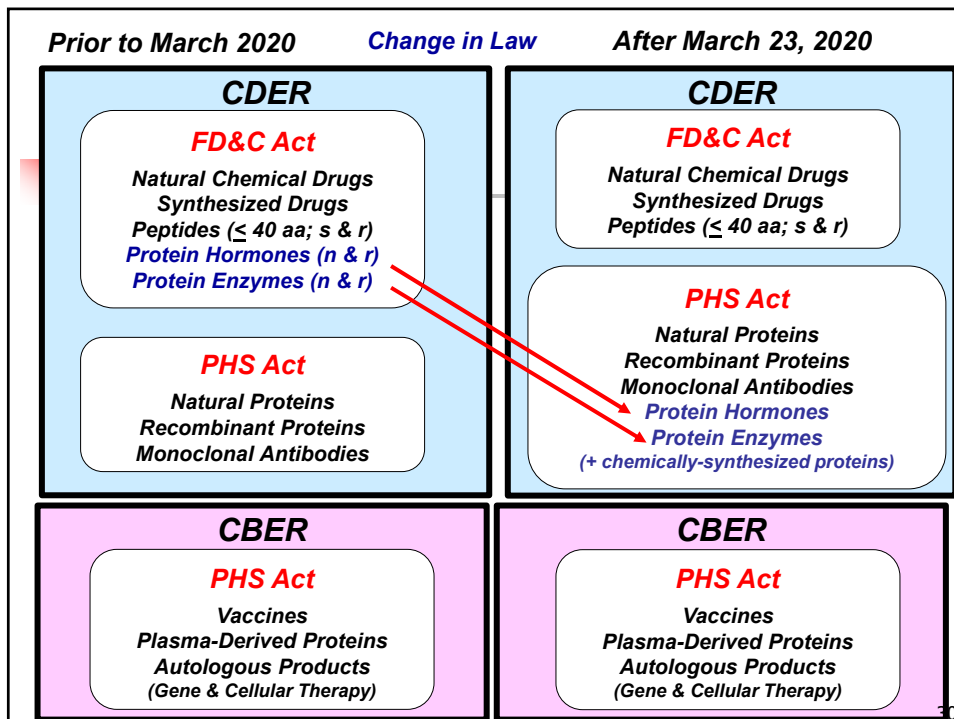 Prior to March 2020
Change in Law
After March 23, 2020
CDER
FD&C Act
Natural Chemical Drugs
Synthesized Drugs
Peptides (< 40 aa; s & r)
Protein Hormones (n & r)
Protein Enzymes (n & r)
PHS Act
Natural Proteins
Recombinant Proteins
Monoclonal Antibodies
CDER
FD&C Act
Natural Chemical Drugs
Synthesized Drugs
Peptides (< 40 aa; s & r)
PHS Act
Natural Proteins
Recombinant Proteins
Monoclonal Antibodies
Protein Hormones
Protein Enzymes
(+ chemically-synthesized proteins)
CBER
PHS Act
Vaccines
Plasma-Derived Proteins
Autologous Products
(Gene & Cellular Therapy)
CBER
PHS Act
Vaccines
Plasma-Derived Proteins
Autologous Products
(Gene & Cellular Therapy)